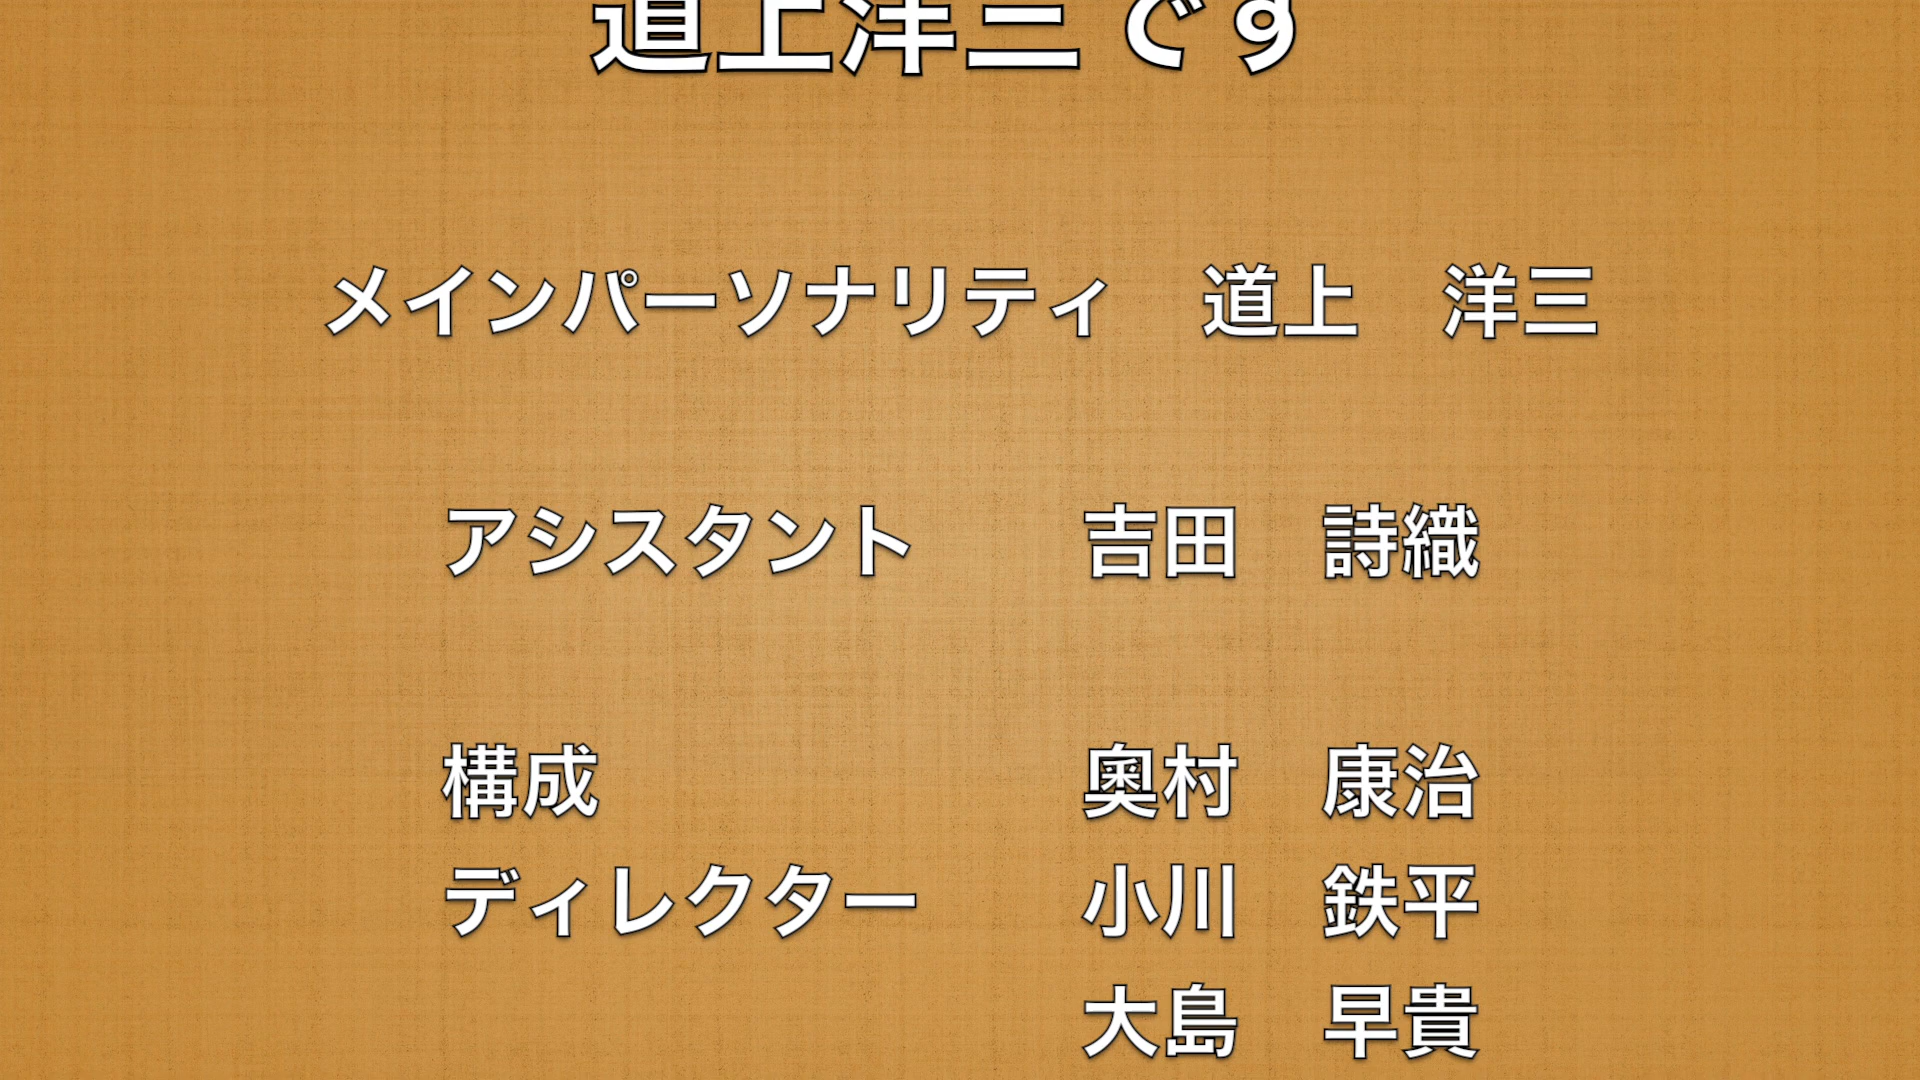 道上洋三です
メインパーソナリティ　道上　洋三
アシスタント　　吉田　詩織
構成　　奥村　康治
ディレクター　　小川　鉄平
大島　早貴